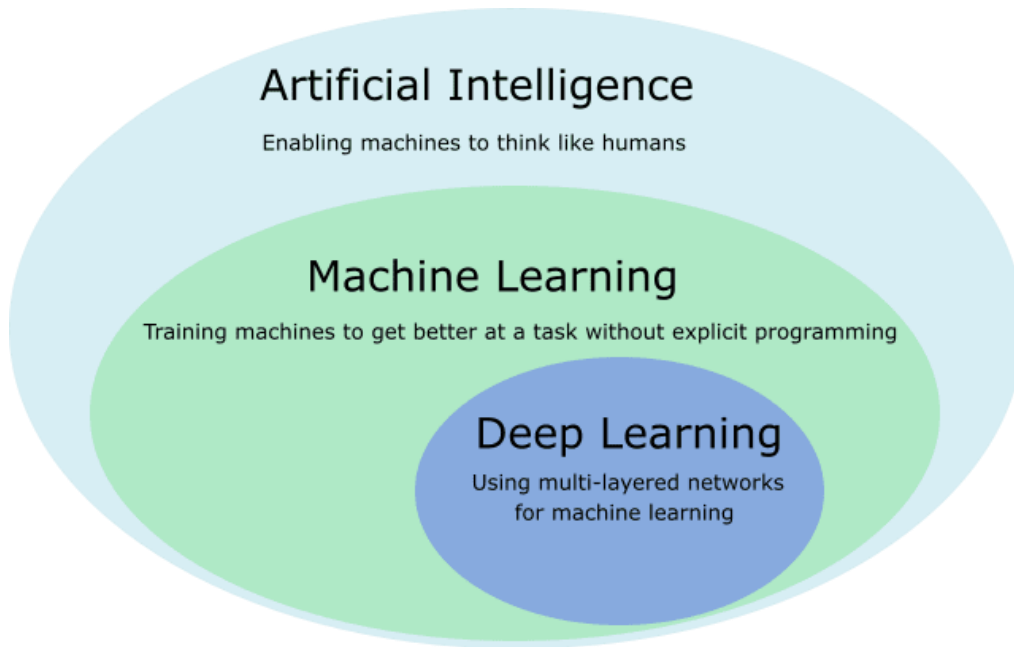 Artificial Intelligence
Enabling machines to think like humans
Machine Learning
Training machines to get better at a task without explicit programming
Deep Learning
Using multi-layered networks
for machine learning